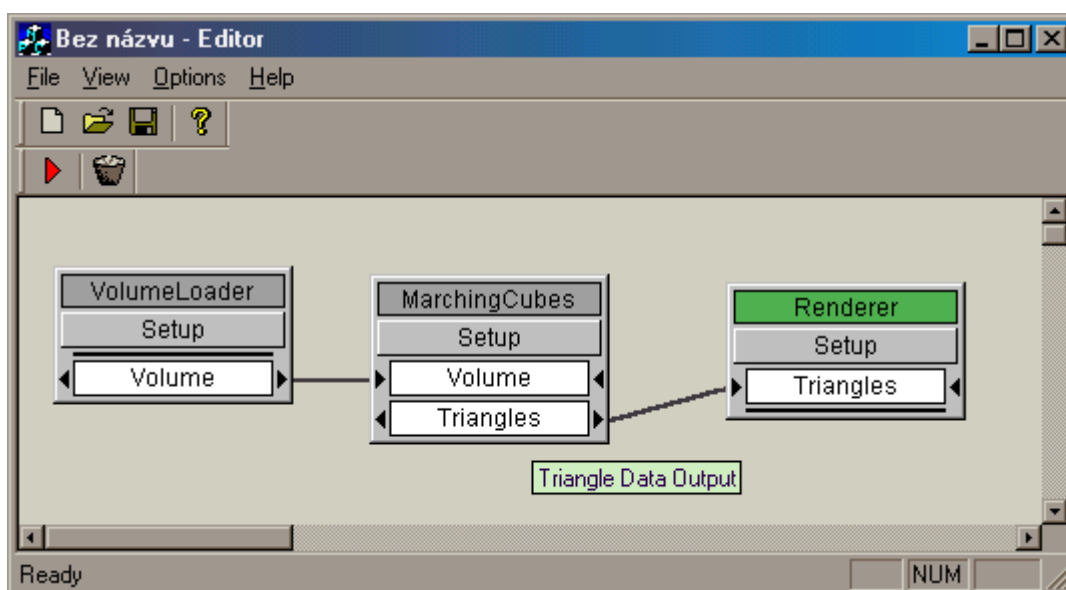 Bez názvu - Editor
File View Options Help
VolumeLoader
Setup
Volume
MarchingCubes
Setup
Volume
Triangles
Renderer
Setup
Triangles
Triangle Data Output
Ready
NUM